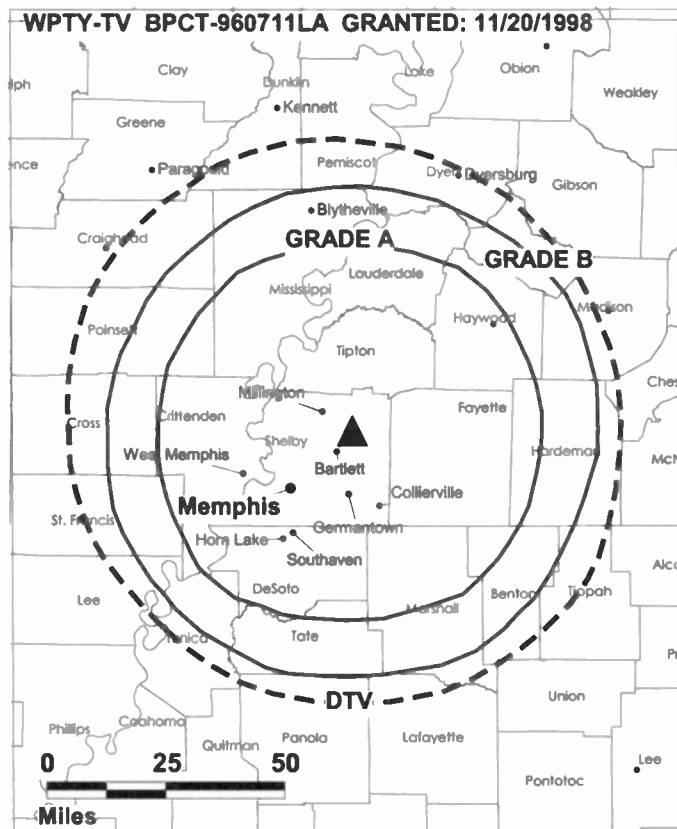 WPTY-TV BPCT-960711LA GRANTED: 11/20/1998
Obion
Clay
Lake
Dunklin
Weakley
Kennett
Greene
Pemiscot
Paragould
Dyer
Dyersburg
Gibson
Blytheville
Craighead
GRADE A
GRADE B
Lauderdale
Mississippi
Madison
Haywood
Poinsett
Tipton
Millington
Fayette
Crittenden
Cross
Shelby
Hardeman
West Memphis
Bartlett
Memphis
Collierville
St. Francis
Germantown
Horn Lake
Southaven
DeSoto
Benton
Tippah
Lee
Marshall
Tate
Tunica
DTV
Union
Coahoma
Phillips
Panola
Lafayette
Quitman
Lee
0 25 50
Pontotoc
Miles